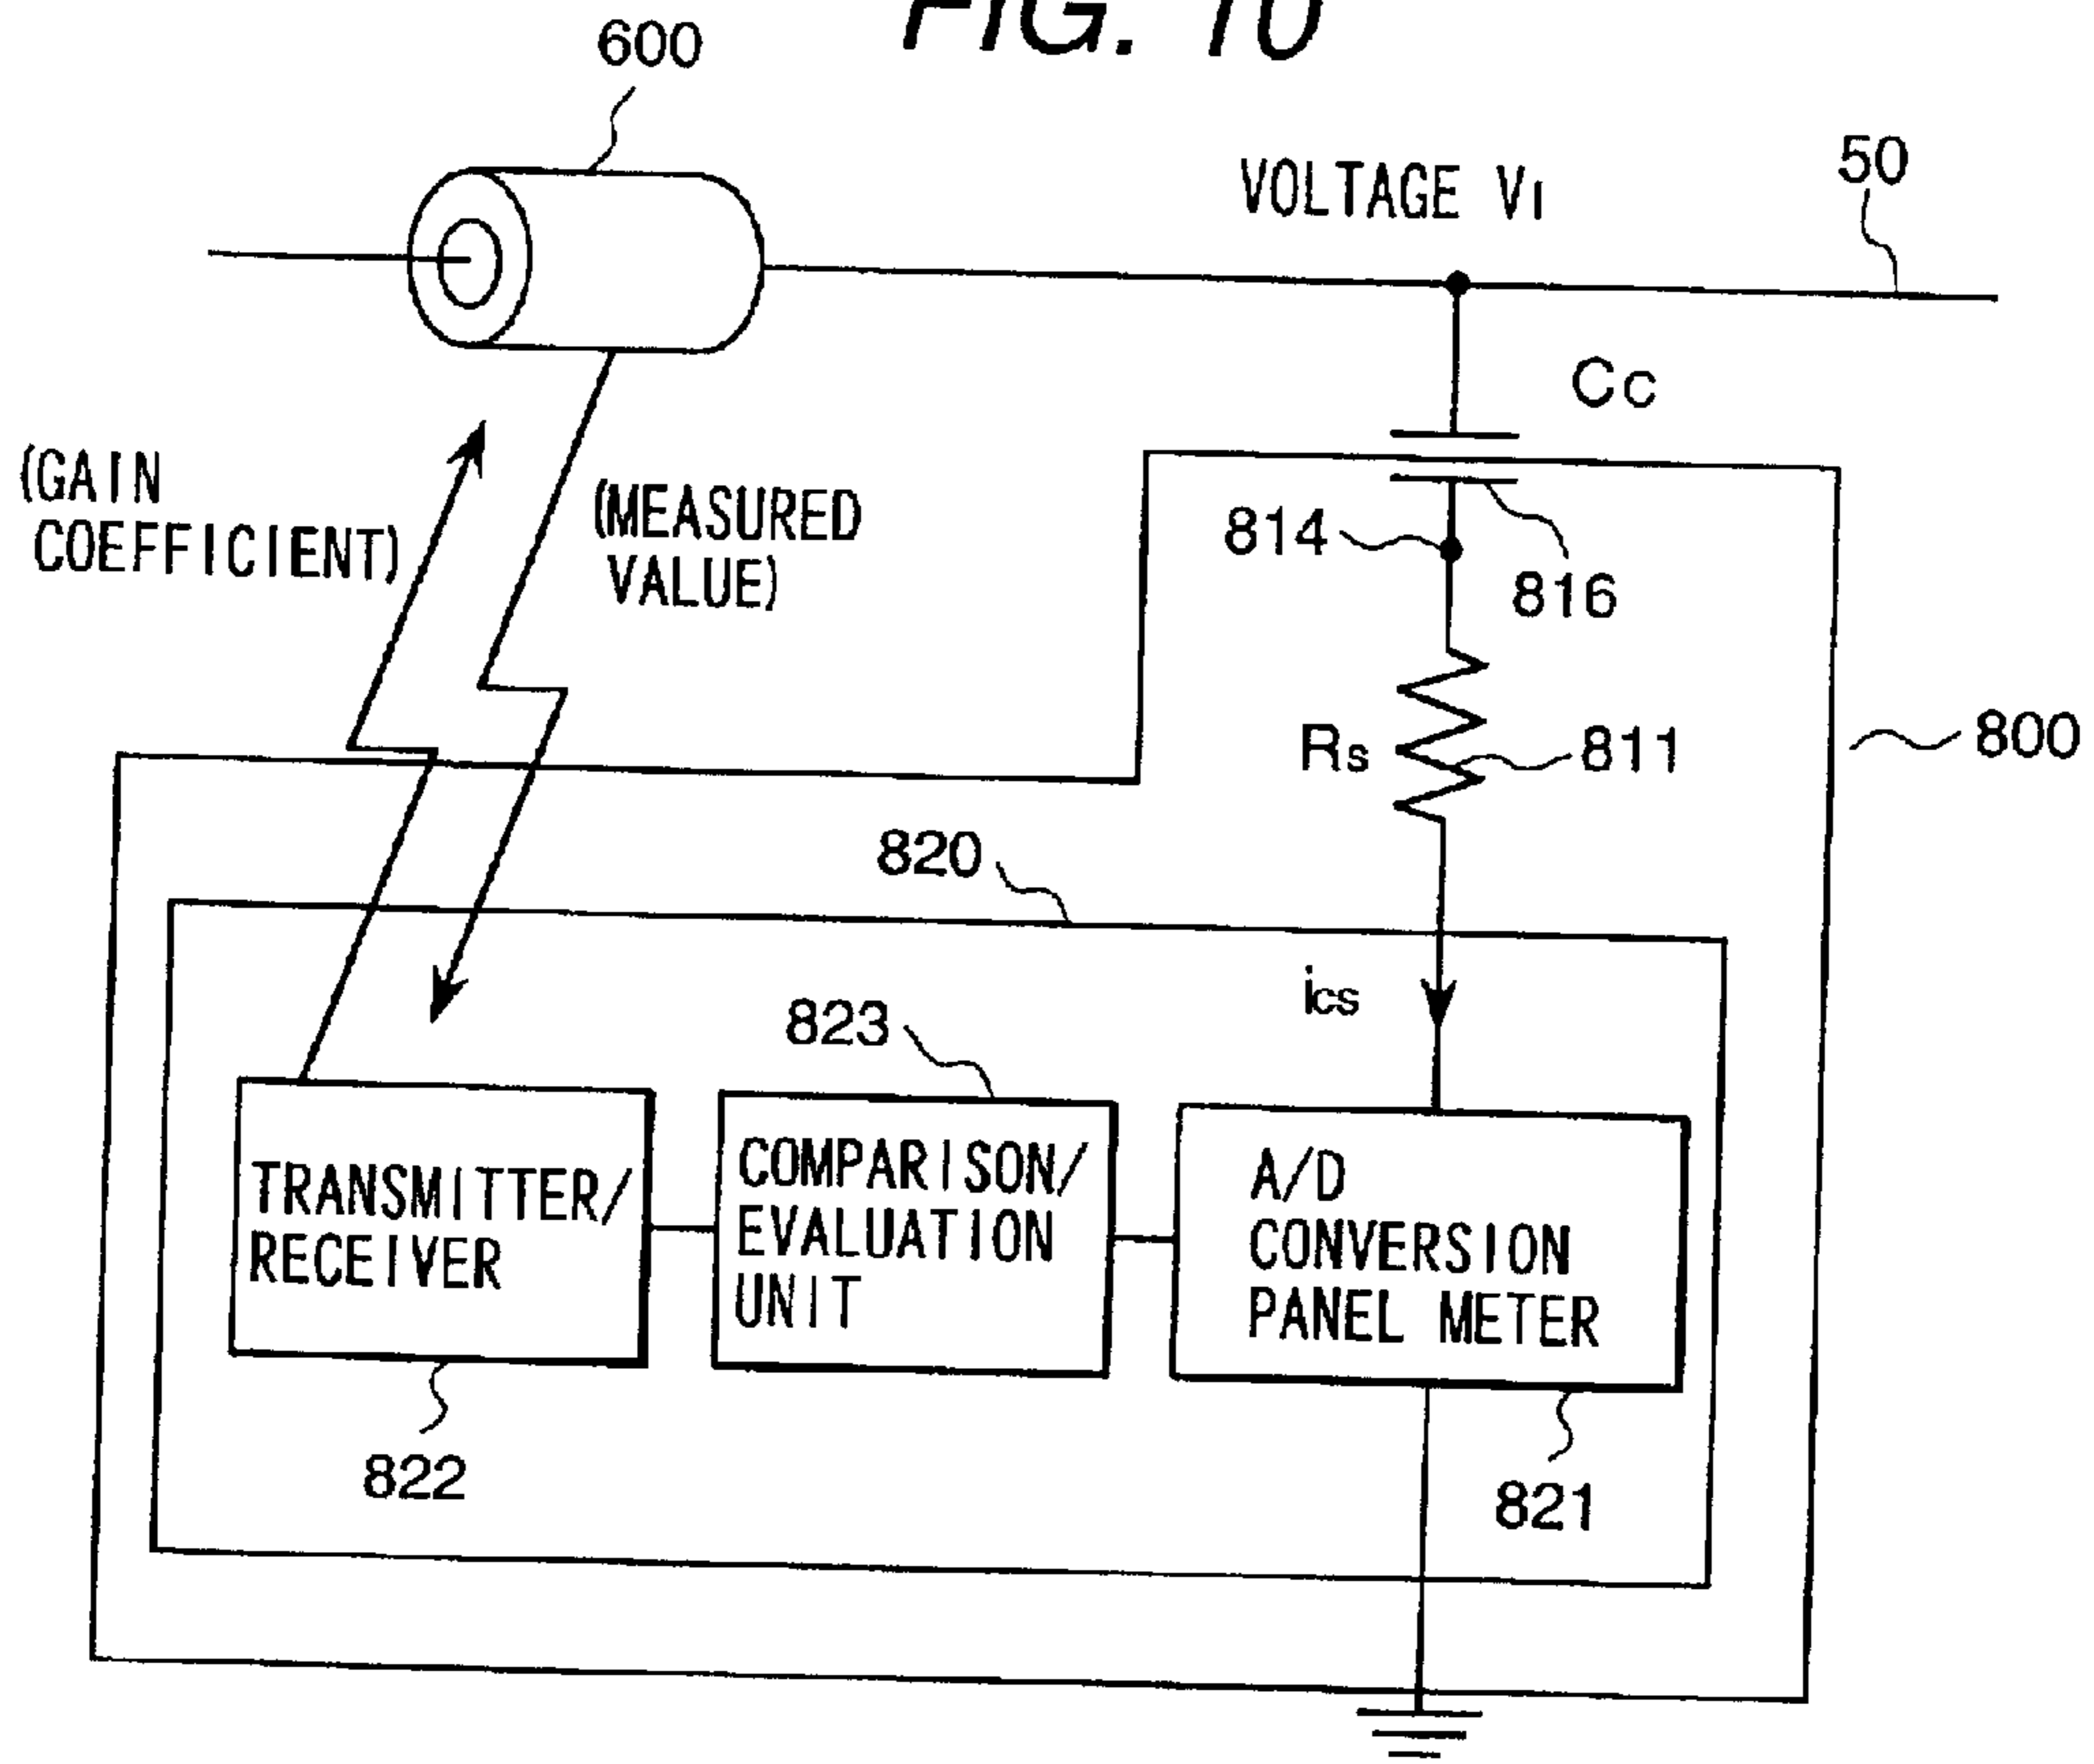 FIG. 10
600
50
VOLTAGE VI
Cc
(GAIN
COEFFICIENT)
(MEASURED
VALUE)
814
816
Rs
811
800
820
ics
823
TRANSMITTER/
RECEIVER
COMPARISON/
EVALUATION
UNIT
A/D
CONVERSION
PANEL METER
822
821